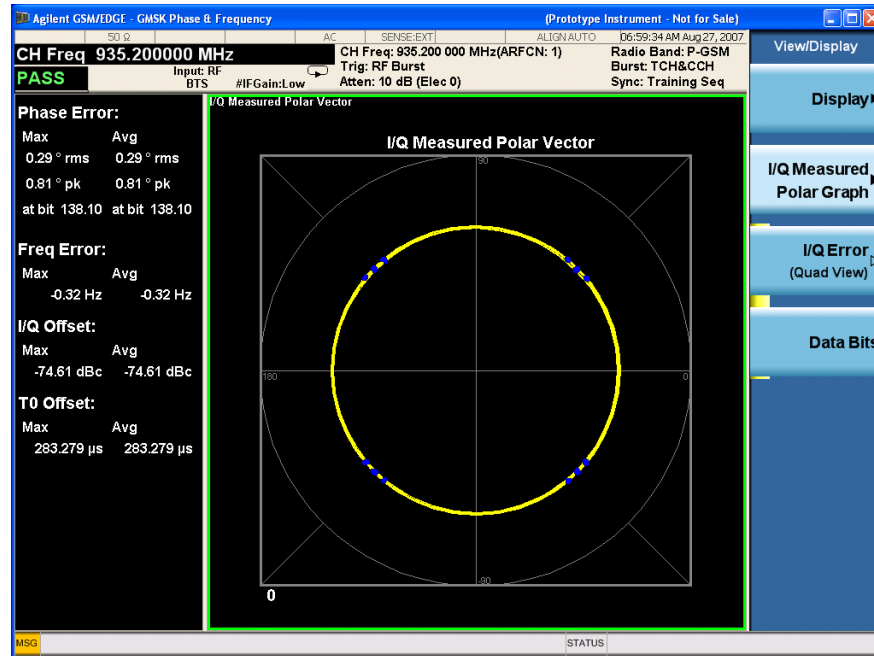 Agilent GSM/EDGE - GMSK Phase & Frequency (Prototype Instrument - Not for Sale)
50 Ω AC SENSE:EXT ALIGN AUTO 06:59:34 AM Aug 27, 2007
CH Freq 935.200000 MHz
PASS
Input: RF
BTS #IFGain:Low
CH Freq: 935.200 000 MHz(ARFCN: 1)
Trig: RF Burst
Atten: 10 dB (Elec 0)
Radio Band: P-GSM
Burst: TCH&CCH
Sync: Training Seq
Phase Error:
Max Avg
0.29 ° rms 0.29 ° rms
0.81 ° pk 0.81 ° pk
at bit 138.10 at bit 138.10
Freq Error:
Max Avg
-0.32 Hz -0.32 Hz
I/Q Offset:
Max Avg
-74.61 dBc -74.61 dBc
T0 Offset:
Max Avg
283.279 µs 283.279 µs
I/Q Measured Polar Vector
I/Q Measured Polar Vector
90
180
0
-90
0
View/Display
Display
I/Q Measured
Polar Graph
I/Q Error
(Quad View)
Data Bits
MSG STATUS